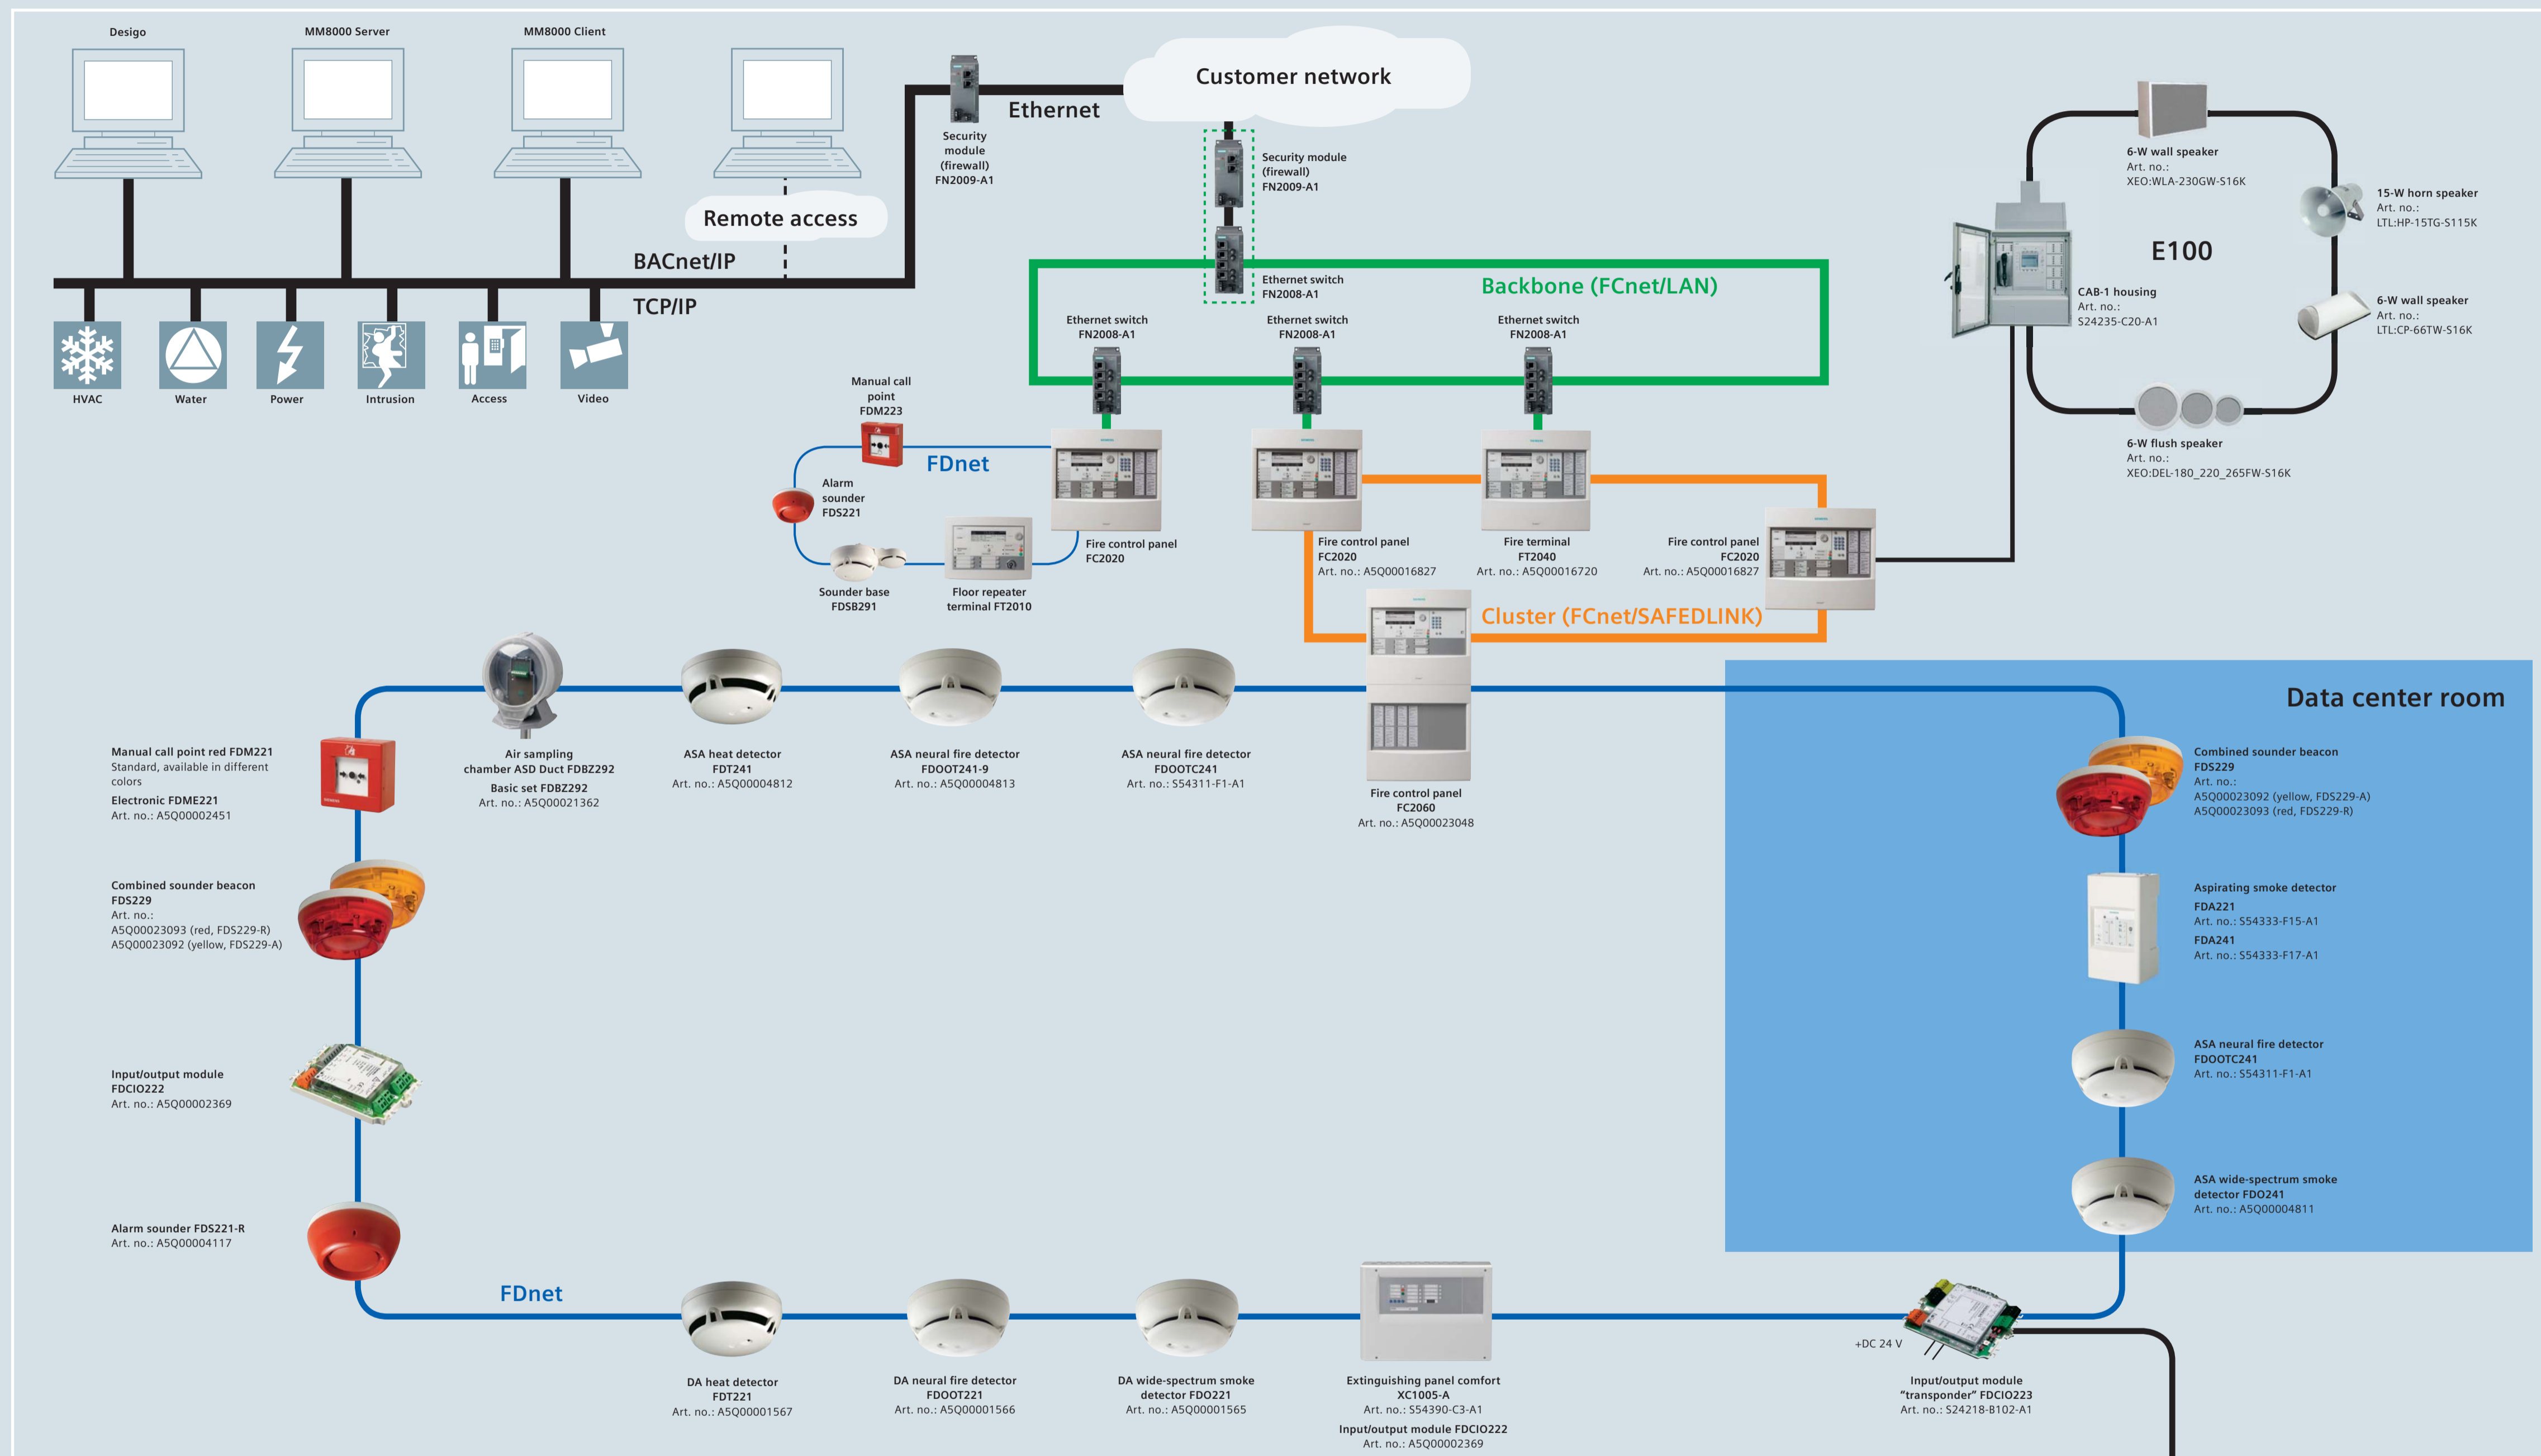 Desigo
MM8000 Server
MM8000 Client
Customer network
Ethernet
Security
module
(firewall)
FN2009-A1
Security module
(firewall)
FN2009-A1
Remote access
BACnet/IP
TCP/IP
HVAC
Water
Power
Intrusion
Access
Video
Ethernet switch
FN2008-A1
Backbone (FCnet/LAN)
Ethernet switch
FN2008-A1
Ethernet switch
FN2008-A1
Ethernet switch
FN2008-A1
6-W wall speaker
Art. no.:
XEO:WLA-230GW-S16K
15-W horn speaker
Art. no.:
LTL:HP-15TG-S115K
E100
CAB-1 housing
Art. no.:
S24235-C20-A1
6-W wall speaker
Art. no.:
LTL:CP-66TW-S16K
6-W flush speaker
Art. no.:
XEO:DEL-180_220_265FW-S16K
Manual call
point
FDM223
FDnet
Alarm
sounder
FDS221
Sounder base
FDSB291
Floor repeater
terminal FT2010
Fire control panel
FC2020
Fire control panel
FC2020
Art. no.: A5Q00016827
Fire terminal
FT2040
Art. no.: A5Q00016720
Fire control panel
FC2020
Art. no.: A5Q00016827
Cluster (FCnet/SAFEDLINK)
Data center room
Manual call point red FDM221
Standard, available in different
colors
Electronic FDME221
Art. no.: A5Q00002451
Air sampling
chamber ASD Duct FDBZ292
Basic set FDBZ292
Art. no.: A5Q00021362
ASA heat detector
FDT241
Art. no.: A5Q00004812
ASA neural fire detector
FDOOT241-9
Art. no.: A5Q00004813
ASA neural fire detector
FDOOTC241
Art. no.: S54311-F1-A1
Fire control panel
FC2060
Art. no.: A5Q00023048
Combined sounder beacon
FDS229
Art. no.:
A5Q00023092 (yellow, FDS229-A)
A5Q00023093 (red, FDS229-R)
Combined sounder beacon
FDS229
Art. no.:
A5Q00023093 (red, FDS229-R)
A5Q00023092 (yellow, FDS229-A)
Aspirating smoke detector
FDA221
Art. no.: S54333-F15-A1
FDA241
Art. no.: S54333-F17-A1
Input/output module
FDCIO222
Art. no.: A5Q00002369
ASA neural fire detector
FDOOTC241
Art. no.: S54311-F1-A1
ASA wide-spectrum smoke
detector FDO241
Art. no.: A5Q00004811
Alarm sounder FDS221-R
Art. no.: A5Q00004117
FDnet
DA heat detector
FDT221
Art. no.: A5Q00001567
DA neural fire detector
FDOOT221
Art. no.: A5Q00001566
DA wide-spectrum smoke
detector FDO221
Art. no.: A5Q00001565
Extinguishing panel comfort
XC1005-A
Art. no.: S54390-C3-A1
Input/output module FDCIO222
Art. no.: A5Q00002369
+DC 24 V
Input/output module
“transponder” FDCIO223
Art. no.: S24218-B102-A1